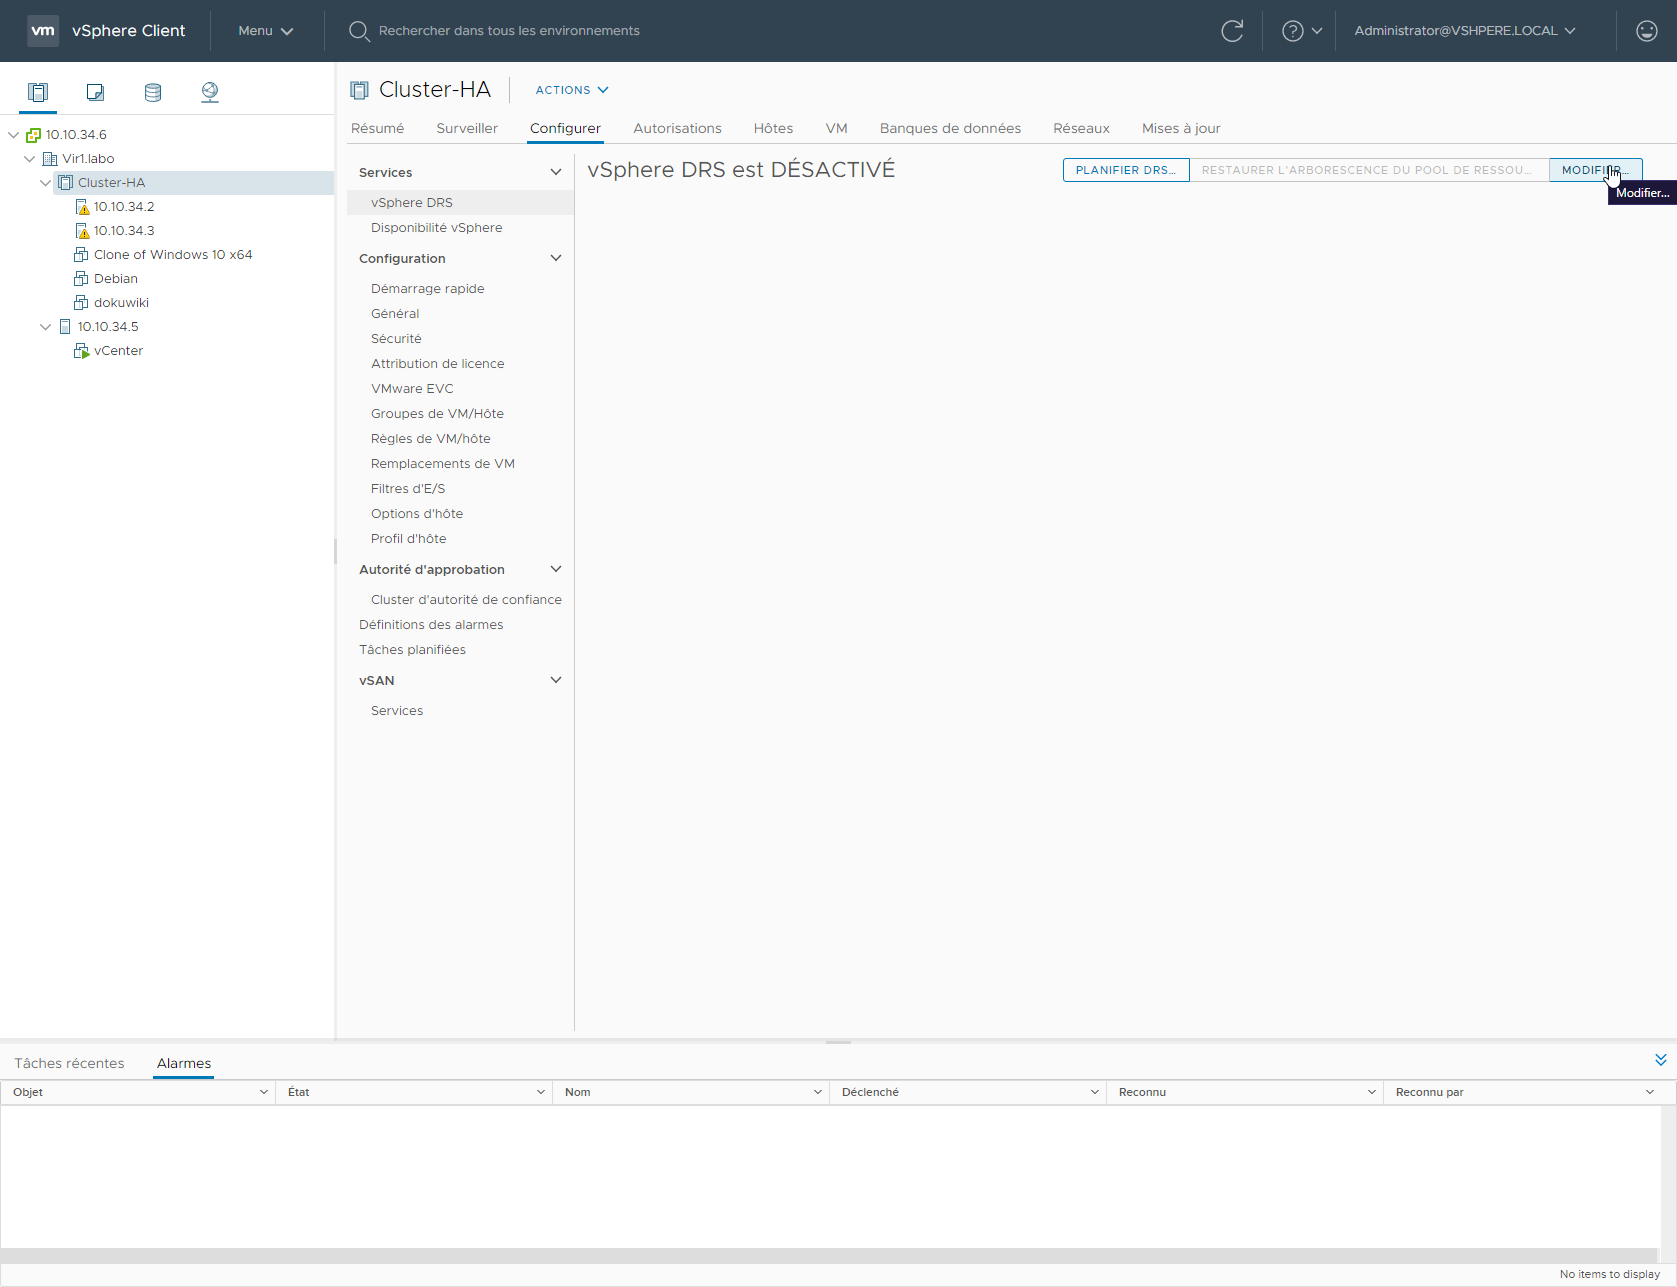 vm vSphere Client Menu Rechercher dans tous les environnements Administrator@VSHPERE.LOCAL
10.10.34.6
Vir1.labo
Cluster-HA
10.10.34.2
10.10.34.3
Clone of Windows 10 x64
Debian
dokuwiki
10.10.34.5
vCenter
Cluster-HA ACTIONS
Résumé Surveiller Configurer Autorisations Hôtes VM Banques de données Réseaux Mises à jour
Services
vSphere DRS
Disponibilité vSphere
Configuration
Démarrage rapide
Général
Sécurité
Attribution de licence
VMware EVC
Groupes de VM/Hôte
Règles de VM/hôte
Remplacements de VM
Filtres d'E/S
Options d'hôte
Profil d'hôte
Autorité d'approbation
Cluster d'autorité de confiance
Définitions des alarmes
Tâches planifiées
vSAN
Services
vSphere DRS est DÉSACTIVÉ
PLANIFIER DRS... RESTAURER L'ARBORESCENCE DU POOL DE RESSOU... MODIFIER...
Modifier...
Tâches récentes Alarmes
Objet État Nom Déclenché Reconnu Reconnu par
No items to display